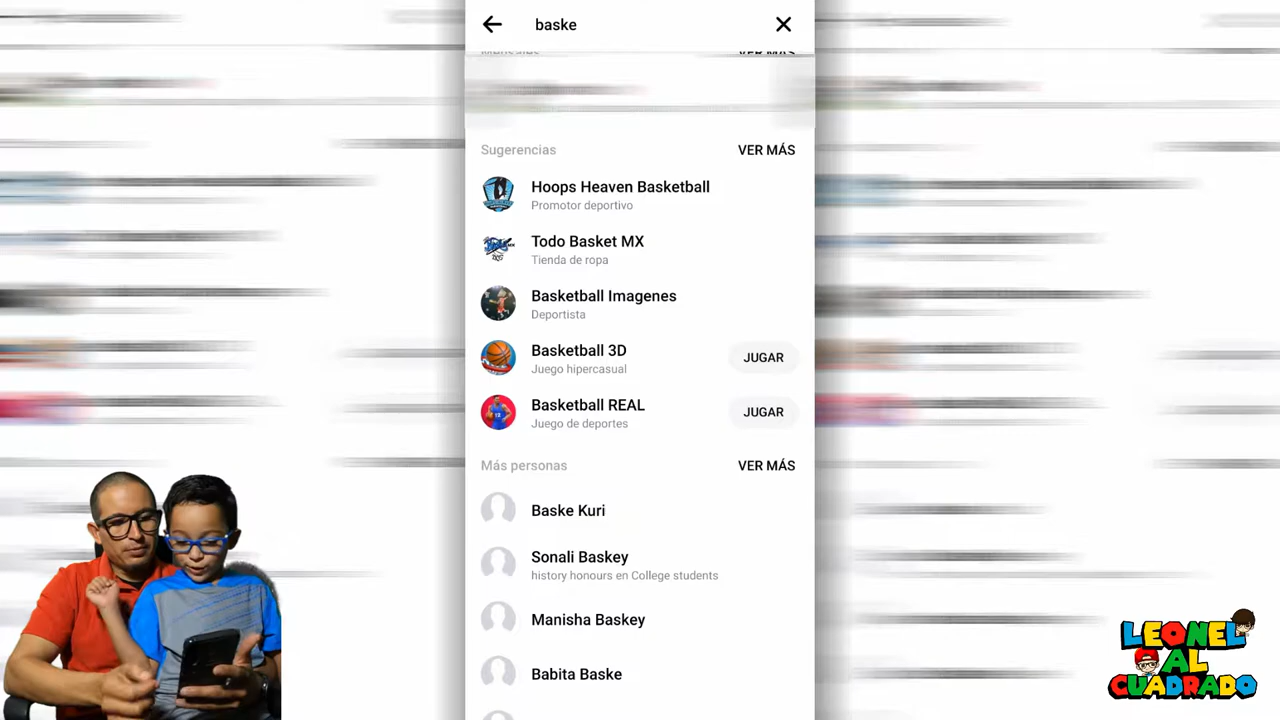 baske
VER MÁS
Sugerencias VER MÁS
Hoops Heaven Basketball
Promotor deportivo
Todo Basket MX
Tienda de ropa
Basketball Imagenes
Deportista
Basketball 3D
Juego hipercasual
JUGAR
Basketball REAL
Juego de deportes
JUGAR
Más personas VER MÁS
Baske Kuri
Sonali Baskey
history honours en College students
Manisha Baskey
Babita Baske
LEONEL
AL
CUADRADO